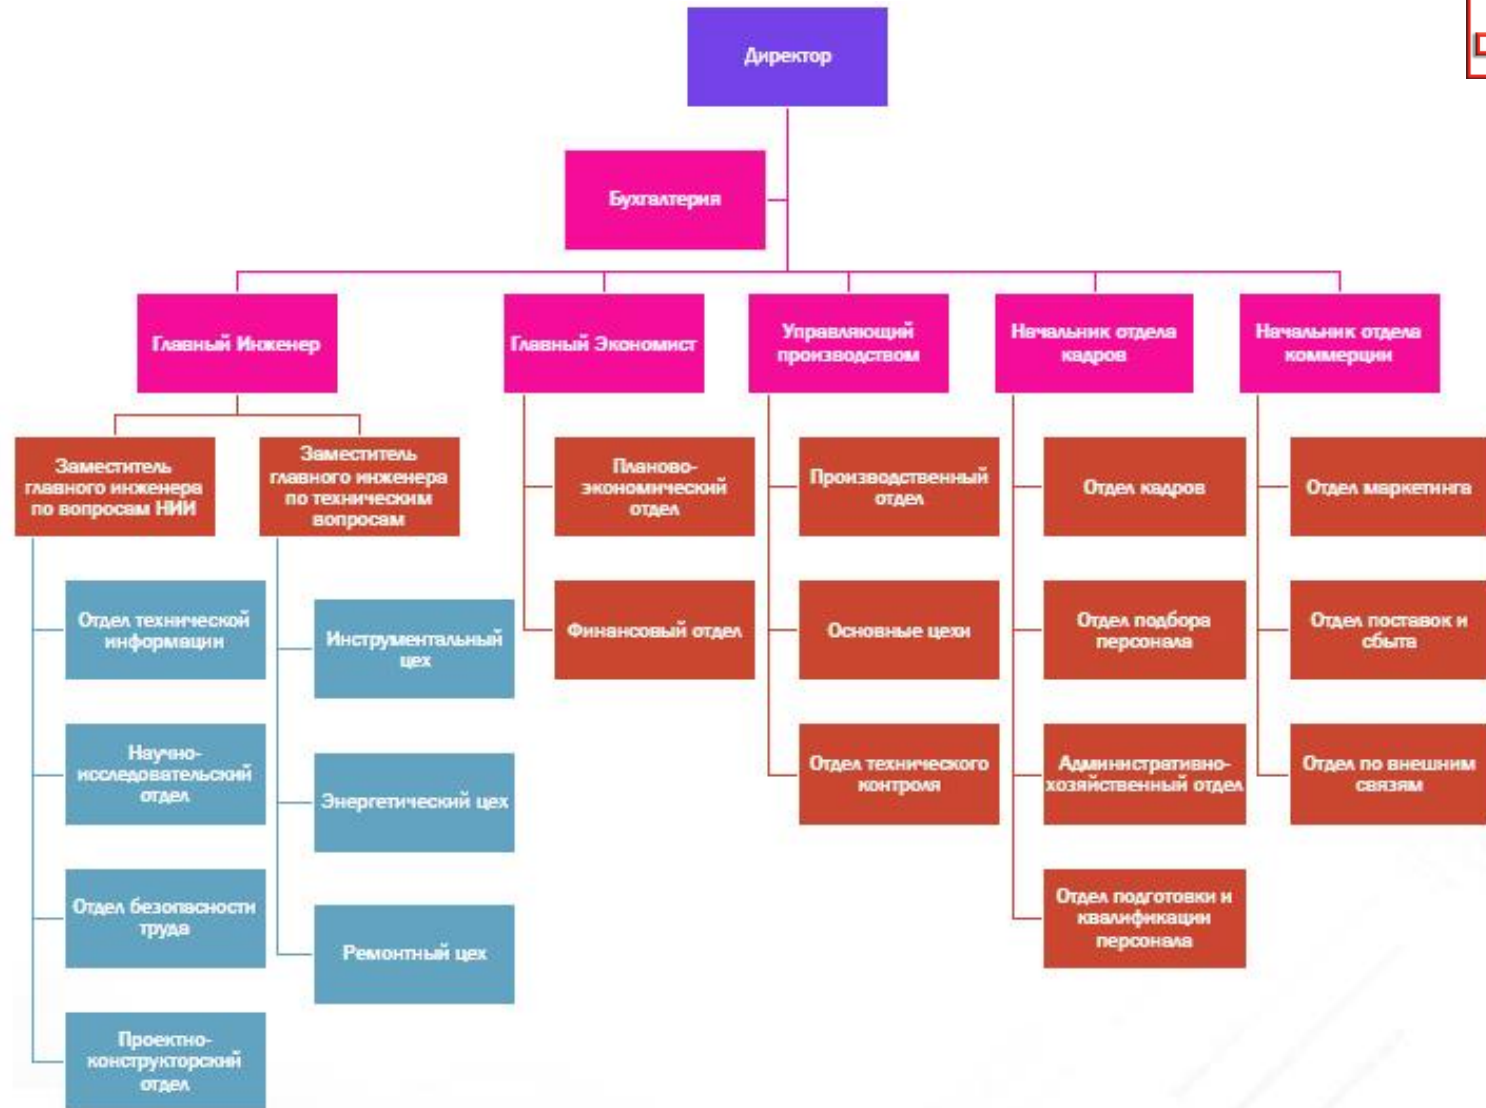 Директор
Бухгалтерия
Главный Инженер
Главный Экономист
Управляющий
производством
Начальник отдела
кадров
Начальник отдела
коммерции
Заместитель
главного инженера
по вопросам НИИ
Заместитель
главного инженера
по техническим
вопросам
Планово-
экономический
отдел
Производственный
отдел
Отдел кадров
Отдел маркетинга
Отдел технической
информации
Инструментальный
цех
Финансовый отдел
Основные цехи
Отдел подбора
персонала
Отдел поставок и
сбыта
Научно-
исследовательский
отдел
Энергетический цех
Отдел технического
контроля
Административно-
хозяйственный отдел
Отдел по внешним
связям
Отдел безопасности
труда
Ремонтный цех
Отдел подготовки и
квалификации
персонала
Проектно-
конструкторский
отдел